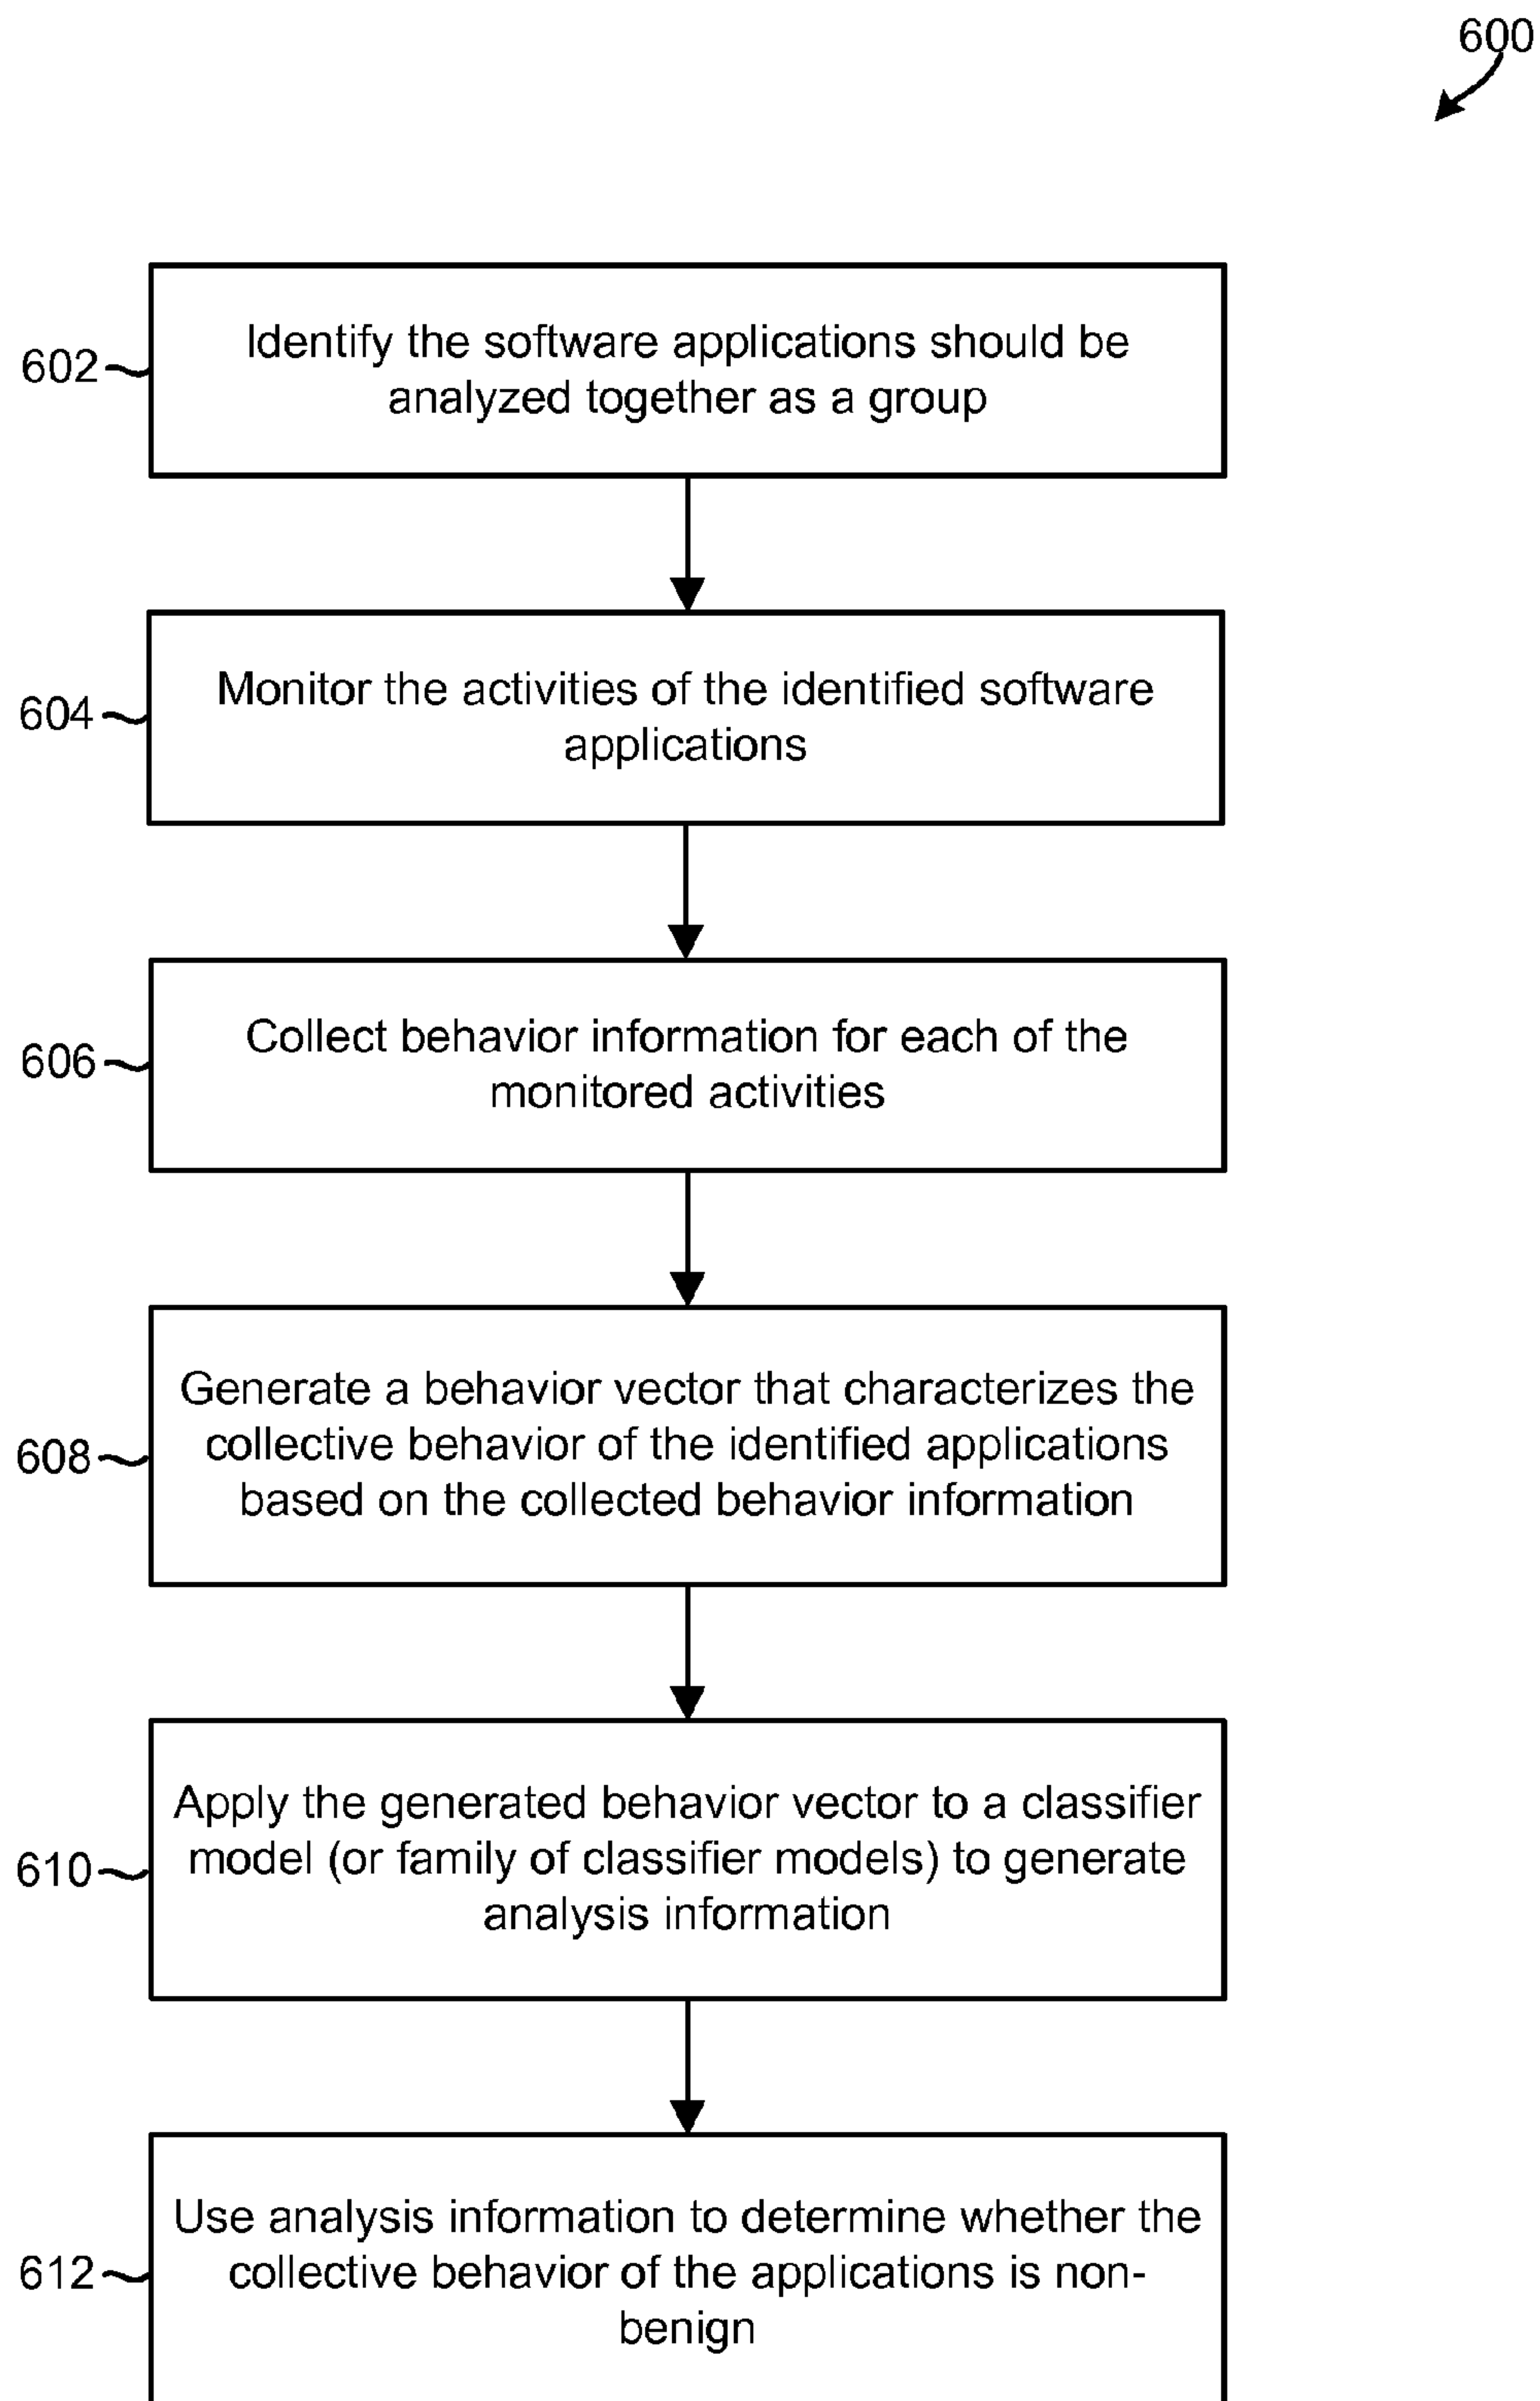 600
602
Identify the software applications should be
analyzed together as a group
604
Monitor the activities of the identified software
applications
606
Collect behavior information for each of the
monitored activities
608
Generate a behavior vector that characterizes the
collective behavior of the identified applications
based on the collected behavior information
610
Apply the generated behavior vector to a classifier
model (or family of classifier models) to generate
analysis information
612
Use analysis information to determine whether the
collective behavior of the applications is non-
benign